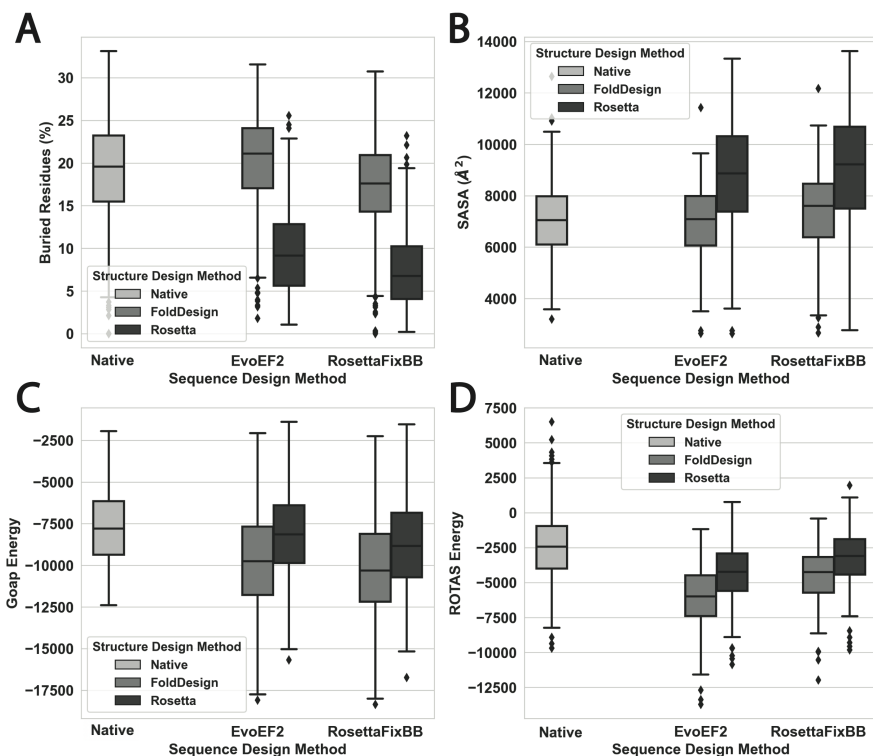 A
B
30
25
20
15
10
5
0
Buried Residues (%)
Structure Design Method
Native
FoldDesign
Rosetta
Native
EvoEF2
RosettaFixBB
Sequence Design Method
14000
12000
10000
8000
6000
4000
SASA (Å²)
Structure Design Method
Native
FoldDesign
Rosetta
Native
EvoEF2
RosettaFixBB
Sequence Design Method
C
D
−2500
−5000
−7500
−10000
−12500
−15000
−17500
Goap Energy
Structure Design Method
Native
FoldDesign
Rosetta
Native
EvoEF2
RosettaFixBB
Sequence Design Method
7500
5000
2500
0
−2500
−5000
−7500
−10000
−12500
ROTAS Energy
Structure Design Method
Native
FoldDesign
Rosetta
Native
EvoEF2
RosettaFixBB
Sequence Design Method